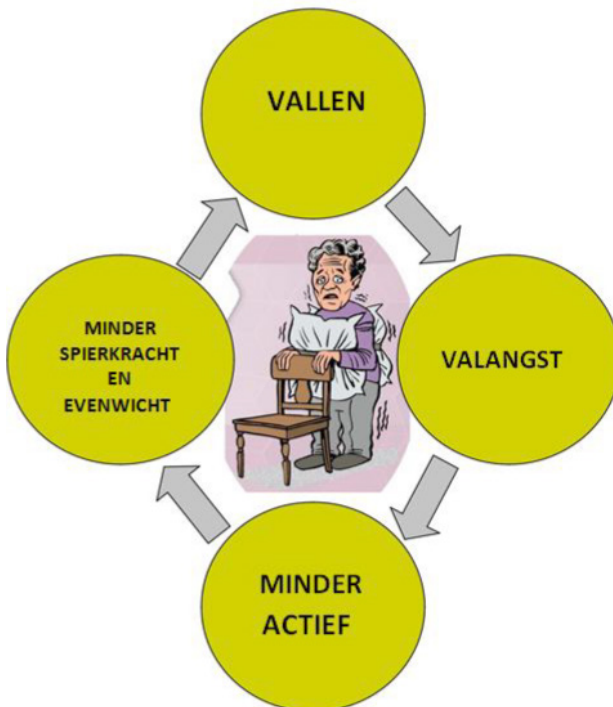 VALLEN
VALANGST
MINDER
ACTIEF
MINDER
SPIERKRACHT
EN
EVENWICHT